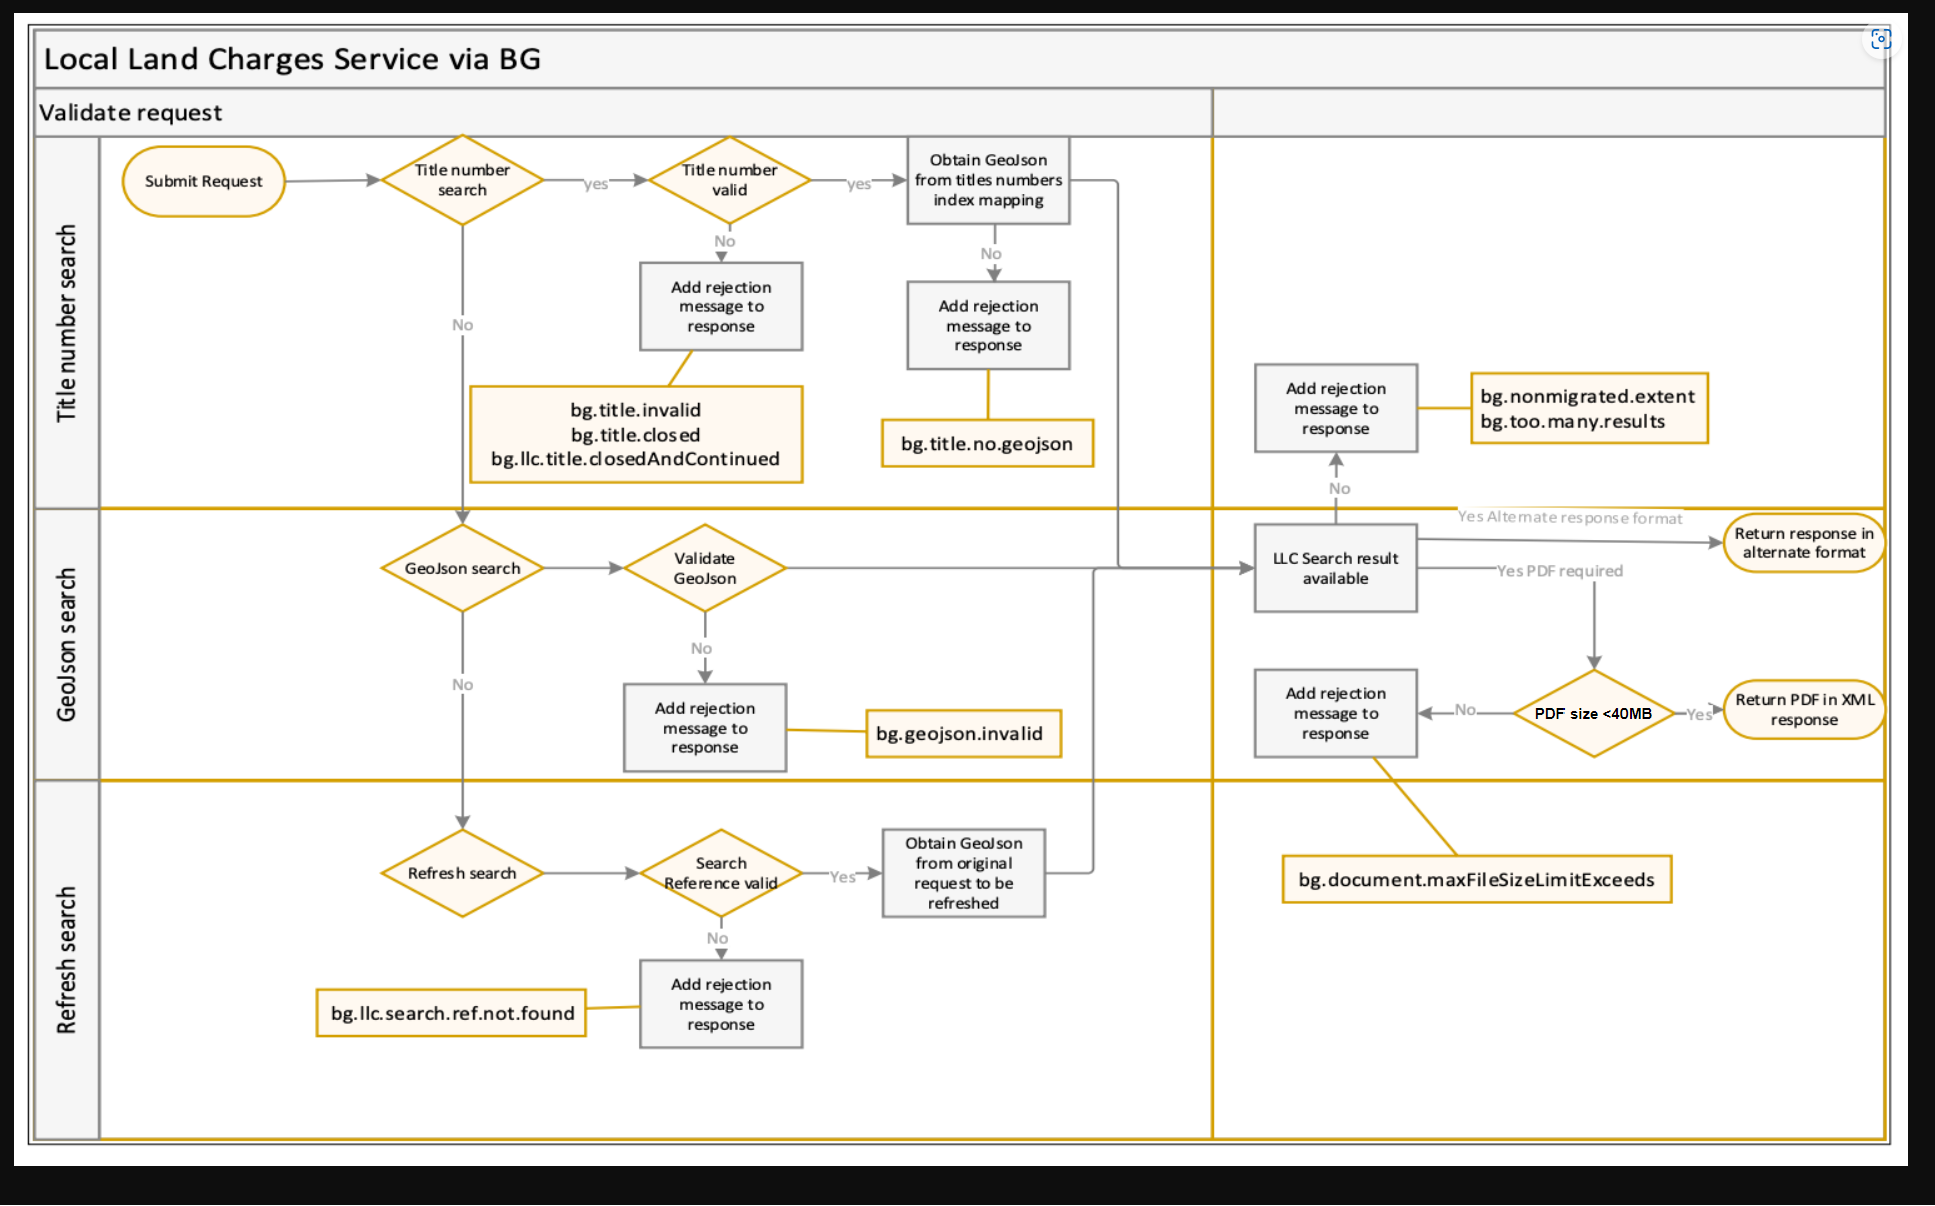 Local Land Charges Service via BG
Validate request
Title number search
Submit Request
Title number
search
yes
Title number
valid
yes
Obtain GeoJson
from titles numbers
index mapping
No
No
No
Add rejection
message to
response
Add rejection
message to
response
bg.title.invalid
bg.title.closed
bg.llc.title.closedAndContinued
bg.title.no.geojson
Add rejection
message to
response
bg.nonmigrated.extent
bg.too.many.results
No
GeoJson search
GeoJson search
Validate
GeoJson
No
No
Add rejection
message to
response
bg.geojson.invalid
LLC Search result
available
Yes Alternate response format
Return response in
alternate format
Yes PDF required
PDF size <40MB
No
Yes
Return PDF in XML
response
Add rejection
message to
response
bg.document.maxFileSizeLimitExceeds
Refresh search
Refresh search
Search
Reference valid
Yes
Obtain GeoJson
from original
request to be
refreshed
No
Add rejection
message to
response
bg.llc.search.ref.not.found